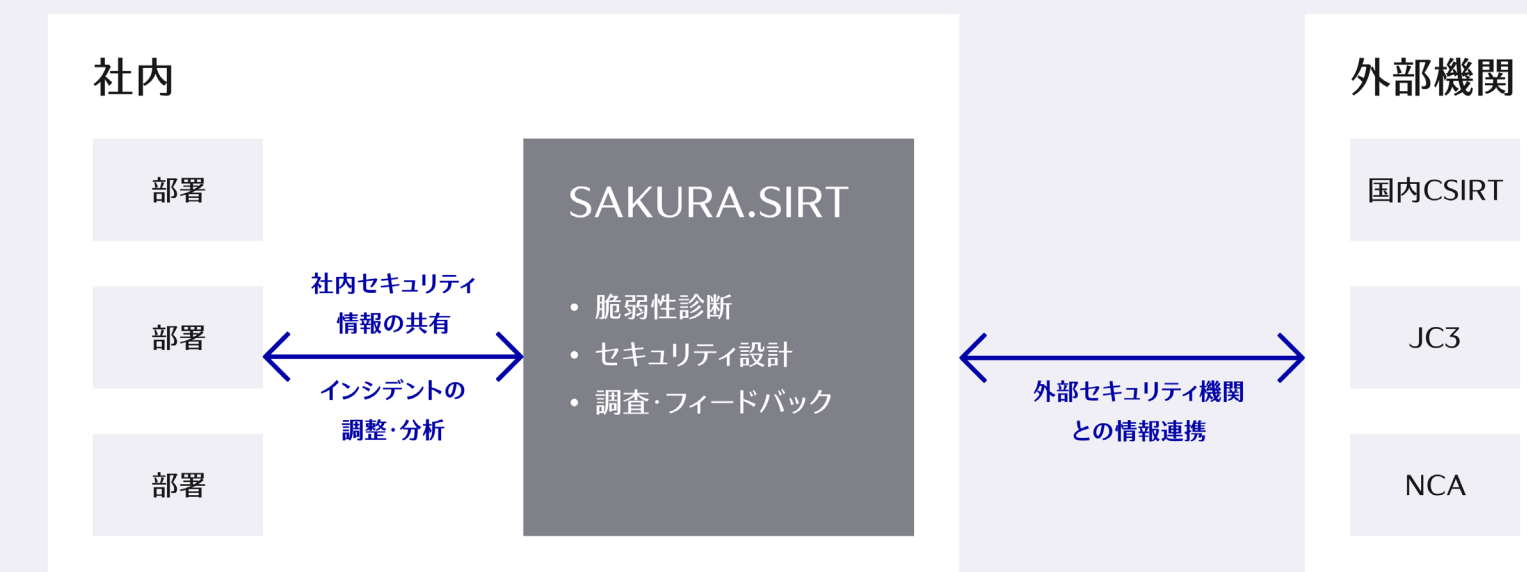 社内
部署
部署
部署
社内セキュリティ
情報の共有
インシデントの
調整・分析
SAKURA.SIRT
• 脆弱性診断
• セキュリティ設計
• 調査・フィードバック
外部セキュリティ機関
との情報連携
外部機関
国内CSIRT
JC3
NCA